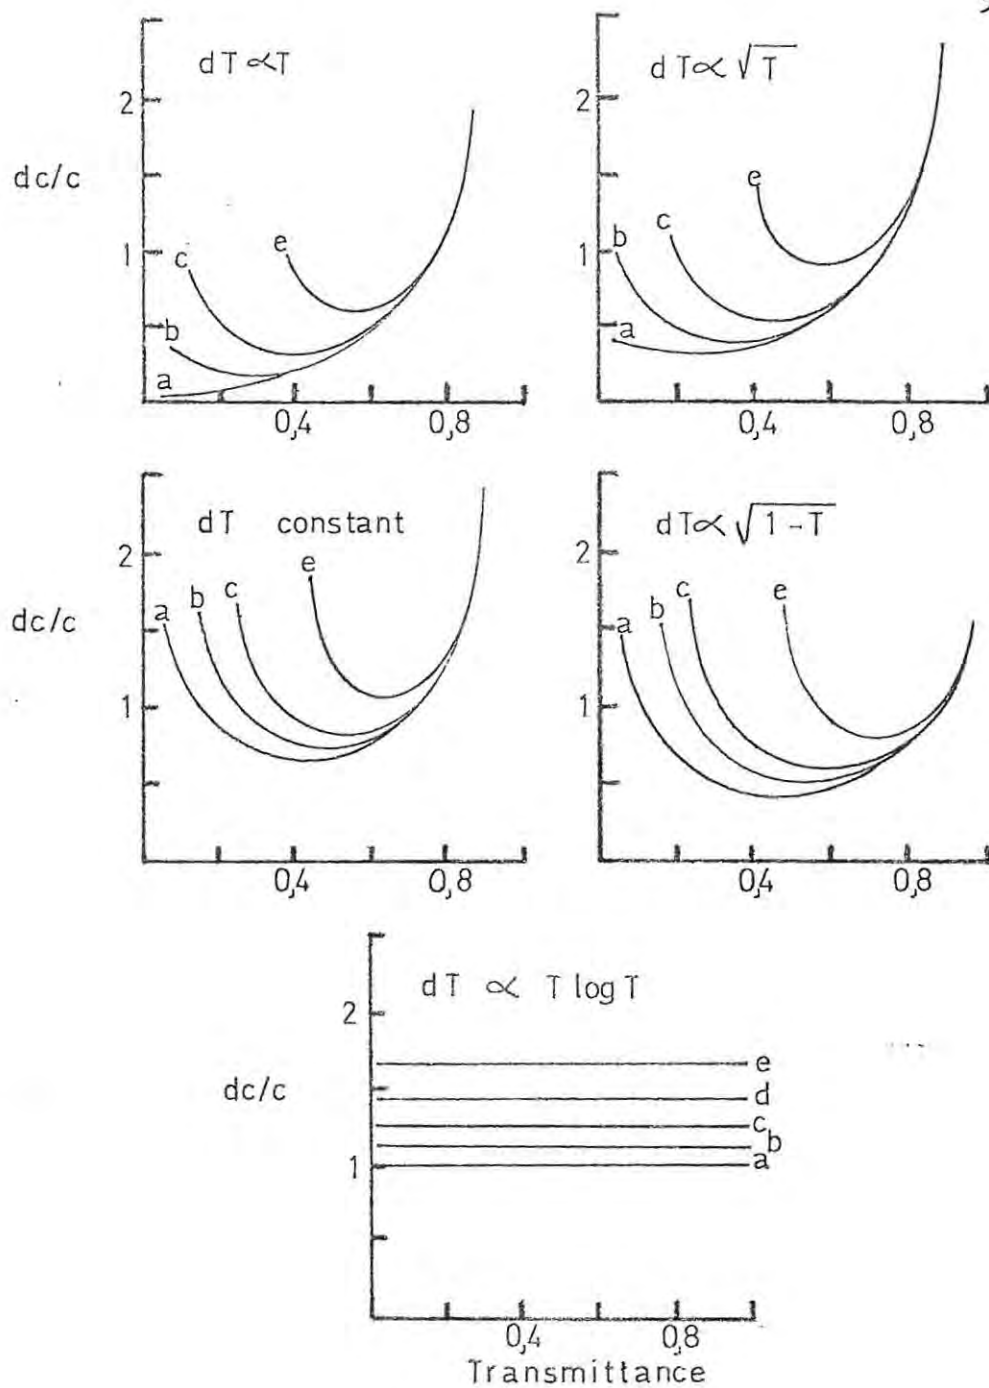 dT ∝ T
2
dc/c
1
e
c
b
a
0,4
0,8
dT ∝ √T
2
1
e
c
b
a
0,4
0,8
dT constant
2
dc/c
1
e
c
b
a
0,4
0,8
dT ∝ √1-T
2
1
e
c
b
a
0,4
0,8
dT ∝ T log T
2
dc/c
1
e
d
c
b
a
0,4
0,8
Transmittance